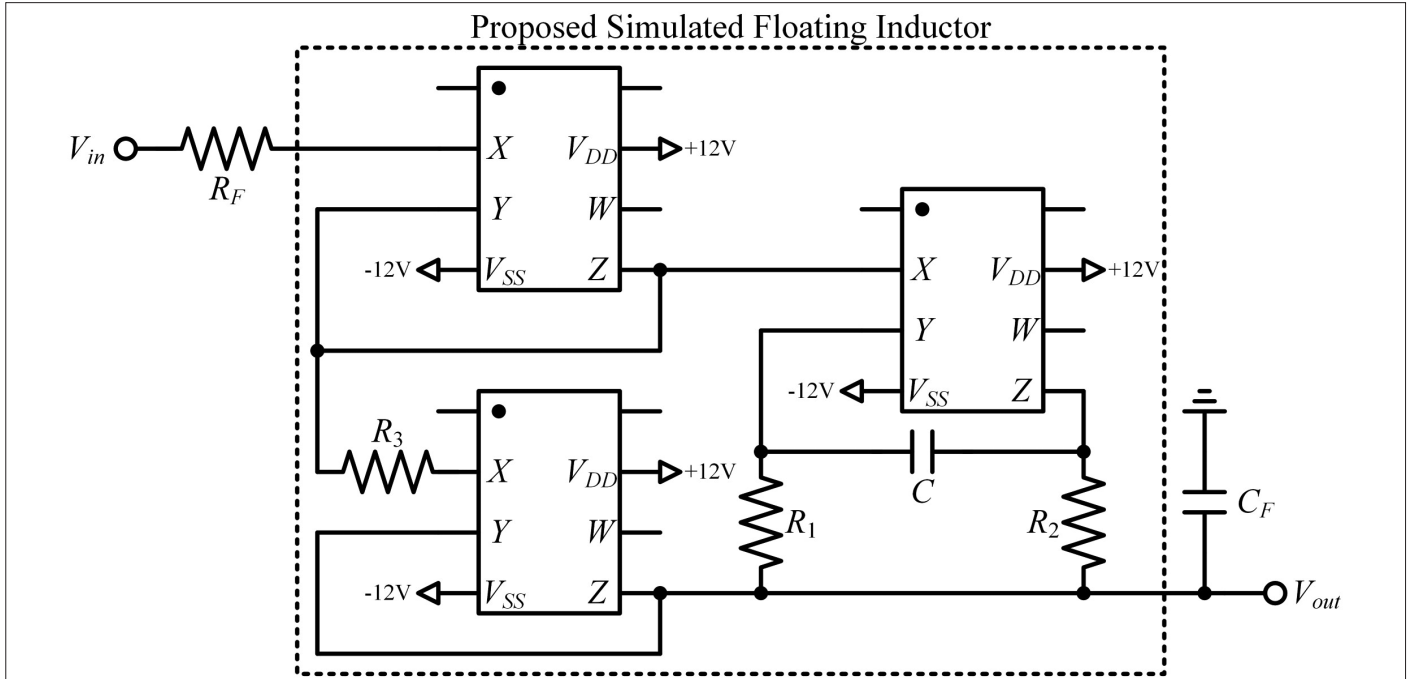 Proposed Simulated Floating Inductor
V_in
R_F
X
V_DD
+12V
Y
W
-12V
V_SS
Z
X
V_DD
+12V
Y
W
-12V
V_SS
Z
R_3
X
V_DD
+12V
Y
W
-12V
V_SS
Z
C
R_1
R_2
C_F
V_out